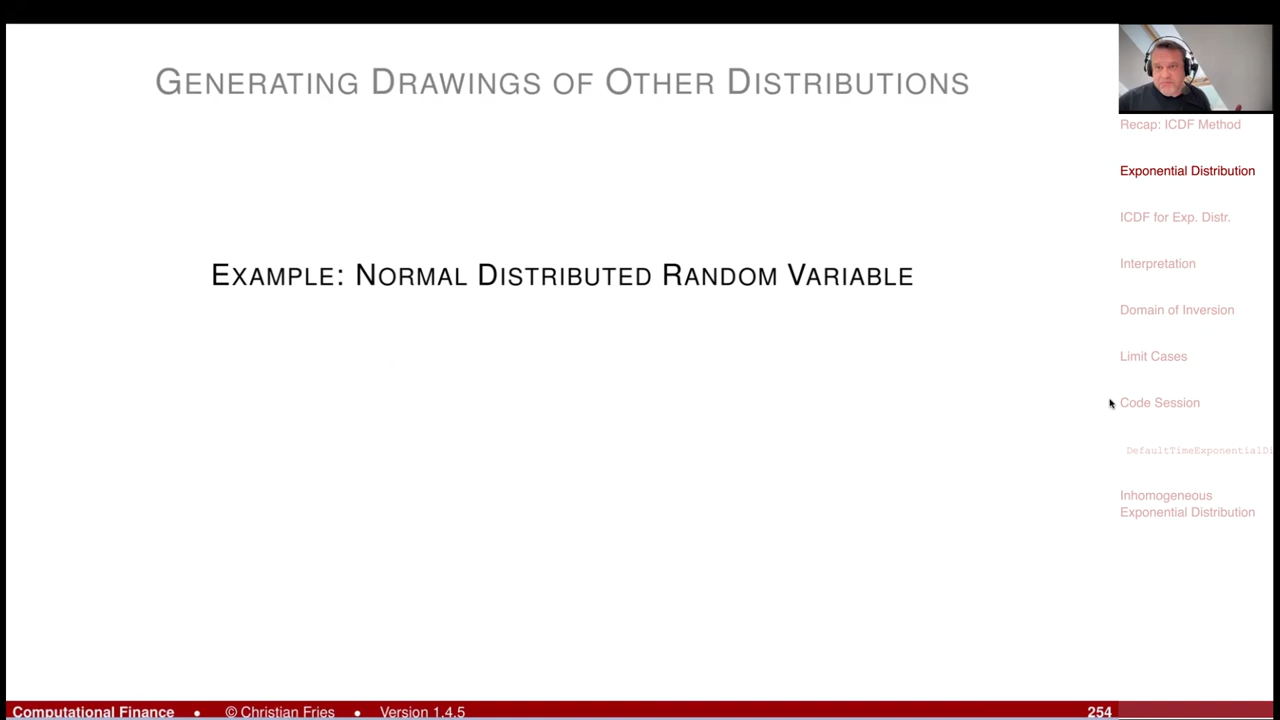 GENERATING DRAWINGS OF OTHER DISTRIBUTIONS
EXAMPLE: NORMAL DISTRIBUTED RANDOM VARIABLE
Recap: ICDF Method
Exponential Distribution
ICDF for Exp. Distr.
Interpretation
Domain of Inversion
Limit Cases
Code Session
DefaultTimeExponentialDi
Inhomogeneous
Exponential Distribution
Computational Finance • © Christian Fries • Version 1.4.5 254